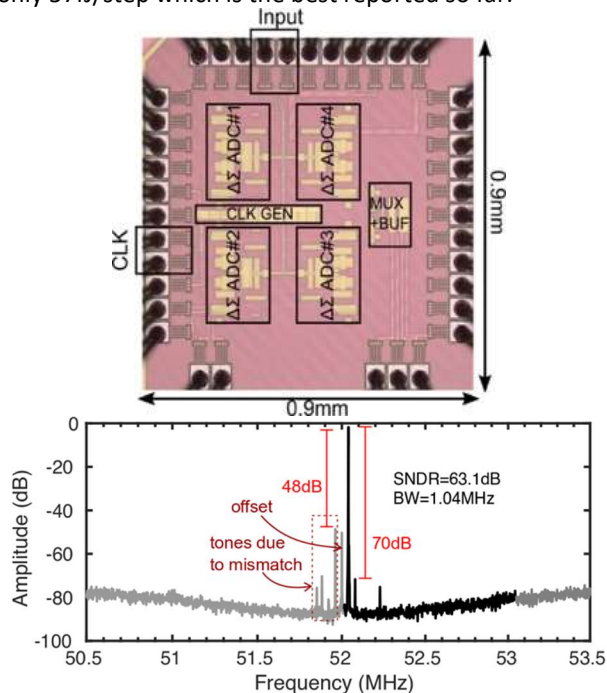 only 37fJ/step which is the best reported so far.
Input
ΔΣ ADC#1
ΔΣ ADC#4
CLK GEN
MUX
+BUF
CLK
ΔΣ ADC#2
ΔΣ ADC#3
0.9mm
0.9mm
Amplitude (dB)
0
-20
-40
-60
-80
-100
48dB
offset
tones due
to mismatch
70dB
SNDR=63.1dB
BW=1.04MHz
50.5 51 51.5 52 52.5 53 53.5
Frequency (MHz)